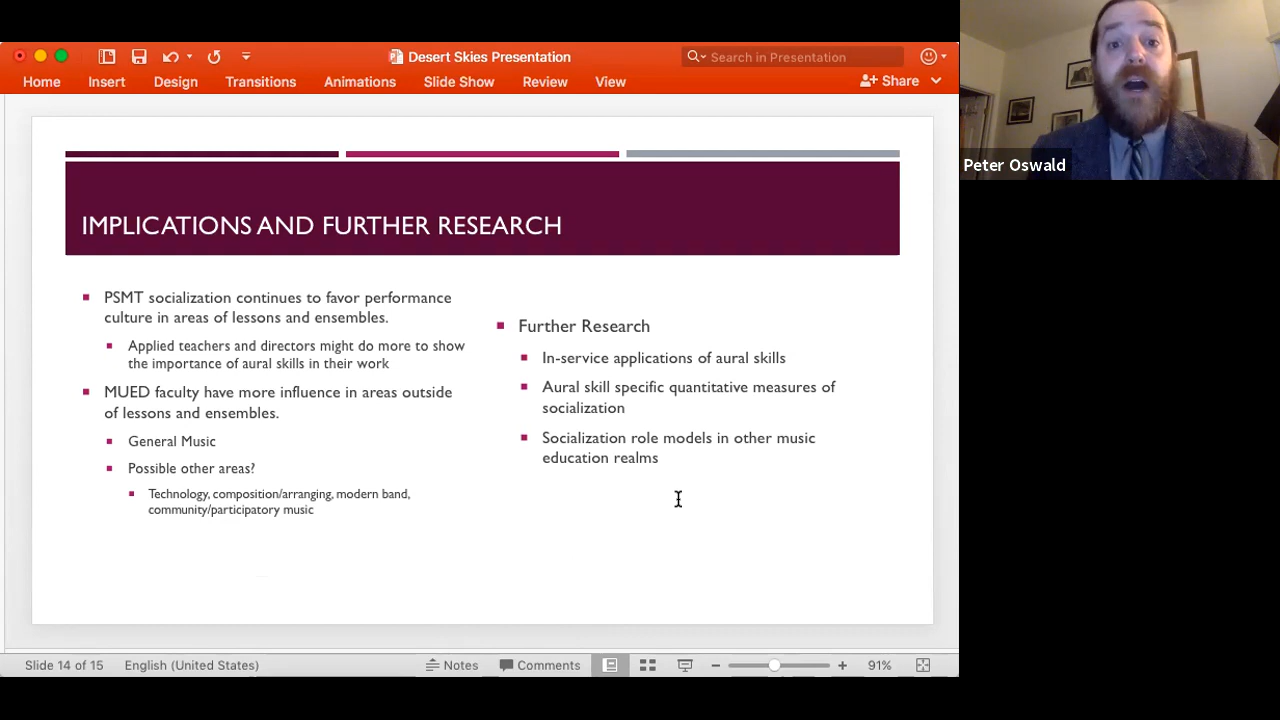 Desert Skies Presentation
Search in Presentation
Home Insert Design Transitions Animations Slide Show Review View Share
Peter Oswald
IMPLICATIONS AND FURTHER RESEARCH
PSMT socialization continues to favor performance
culture in areas of lessons and ensembles.
Applied teachers and directors might do more to show
the importance of aural skills in their work
MUED faculty have more influence in areas outside
of lessons and ensembles.
General Music
Possible other areas?
Technology, composition/arranging, modern band,
community/participatory music
Further Research
In-service applications of aural skills
Aural skill specific quantitative measures of
socialization
Socialization role models in other music
education realms
Slide 14 of 15 English (United States) Notes Comments 91%